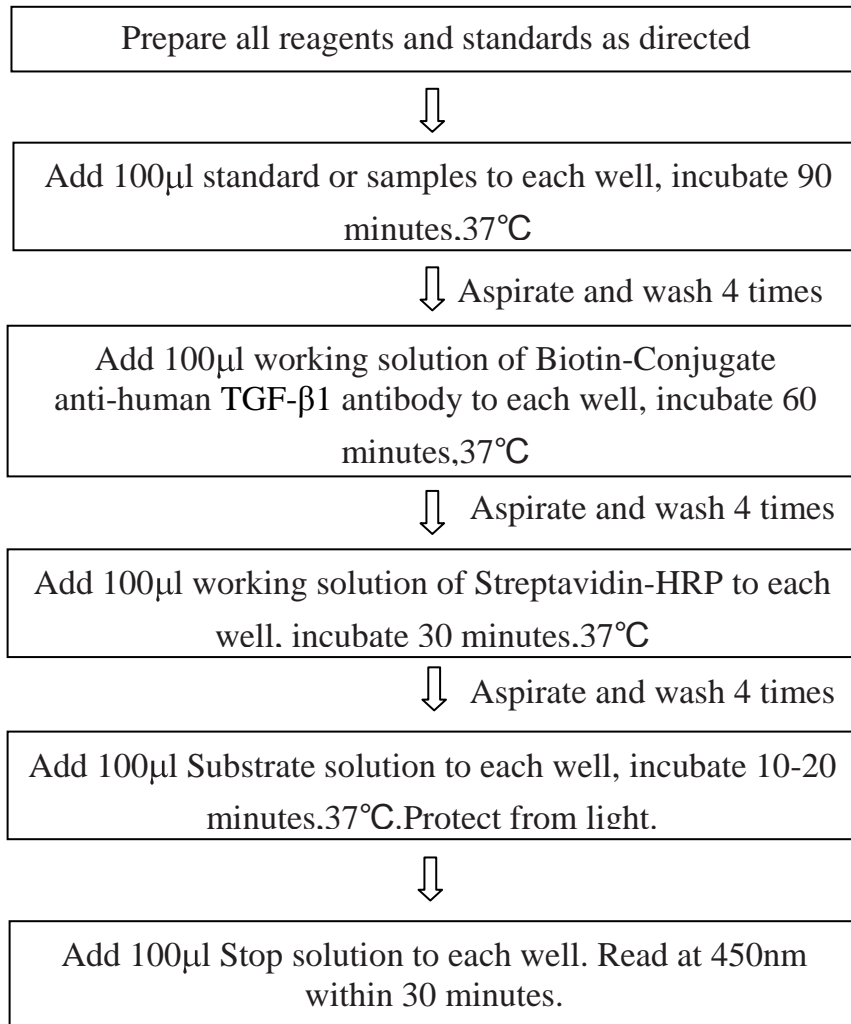 Prepare all reagents and standards as directed
Add 100μl standard or samples to each well, incubate 90
minutes,37℃
Aspirate and wash 4 times
Add 100μl working solution of Biotin-Conjugate
anti-human TGF-β1 antibody to each well, incubate 60
minutes,37℃
Aspirate and wash 4 times
Add 100μl working solution of Streptavidin-HRP to each
well, incubate 30 minutes,37℃
Aspirate and wash 4 times
Add 100μl Substrate solution to each well, incubate 10-20
minutes,37℃.Protect from light.
Add 100μl Stop solution to each well. Read at 450nm
within 30 minutes.